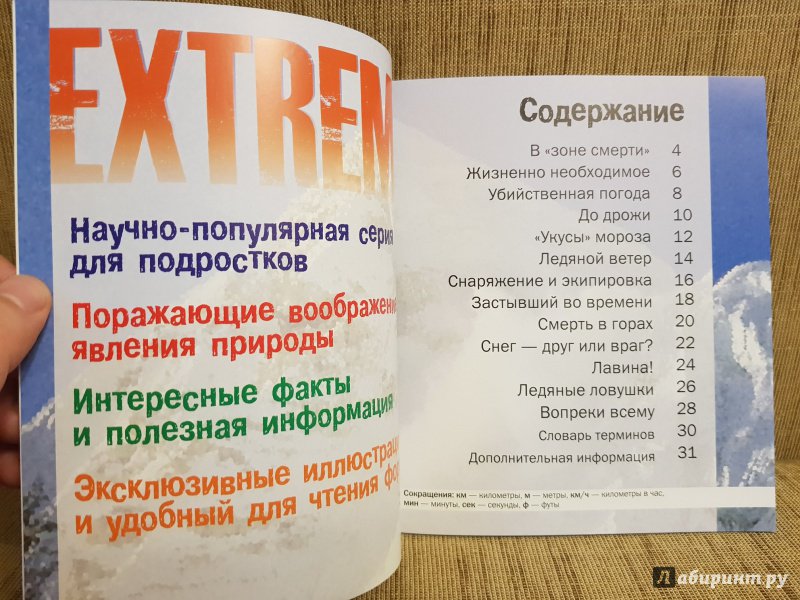 EXTREM
Научно-популярная серия
для подростков
Поражающие воображение
явления природы
Интересные факты
и полезная информация
Эксклюзивные иллюстрац
и удобный для чтения фор
Содержание
В «зоне смерти» 4
Жизненно необходимое 6
Убийственная погода 8
До дрожи 10
«Укусы» мороза 12
Ледяной ветер 14
Снаряжение и экипировка 16
Застывший во времени 18
Смерть в горах 20
Снег — друг или враг? 22
Лавина! 24
Ледяные ловушки 26
Вопреки всему 28
Словарь терминов 30
Дополнительная информация 31
Сокращения: км — километры, м — метры, км/ч — километры в час,
мин — минуты, сек — секунды, ф — футы
Лабиринт.ру